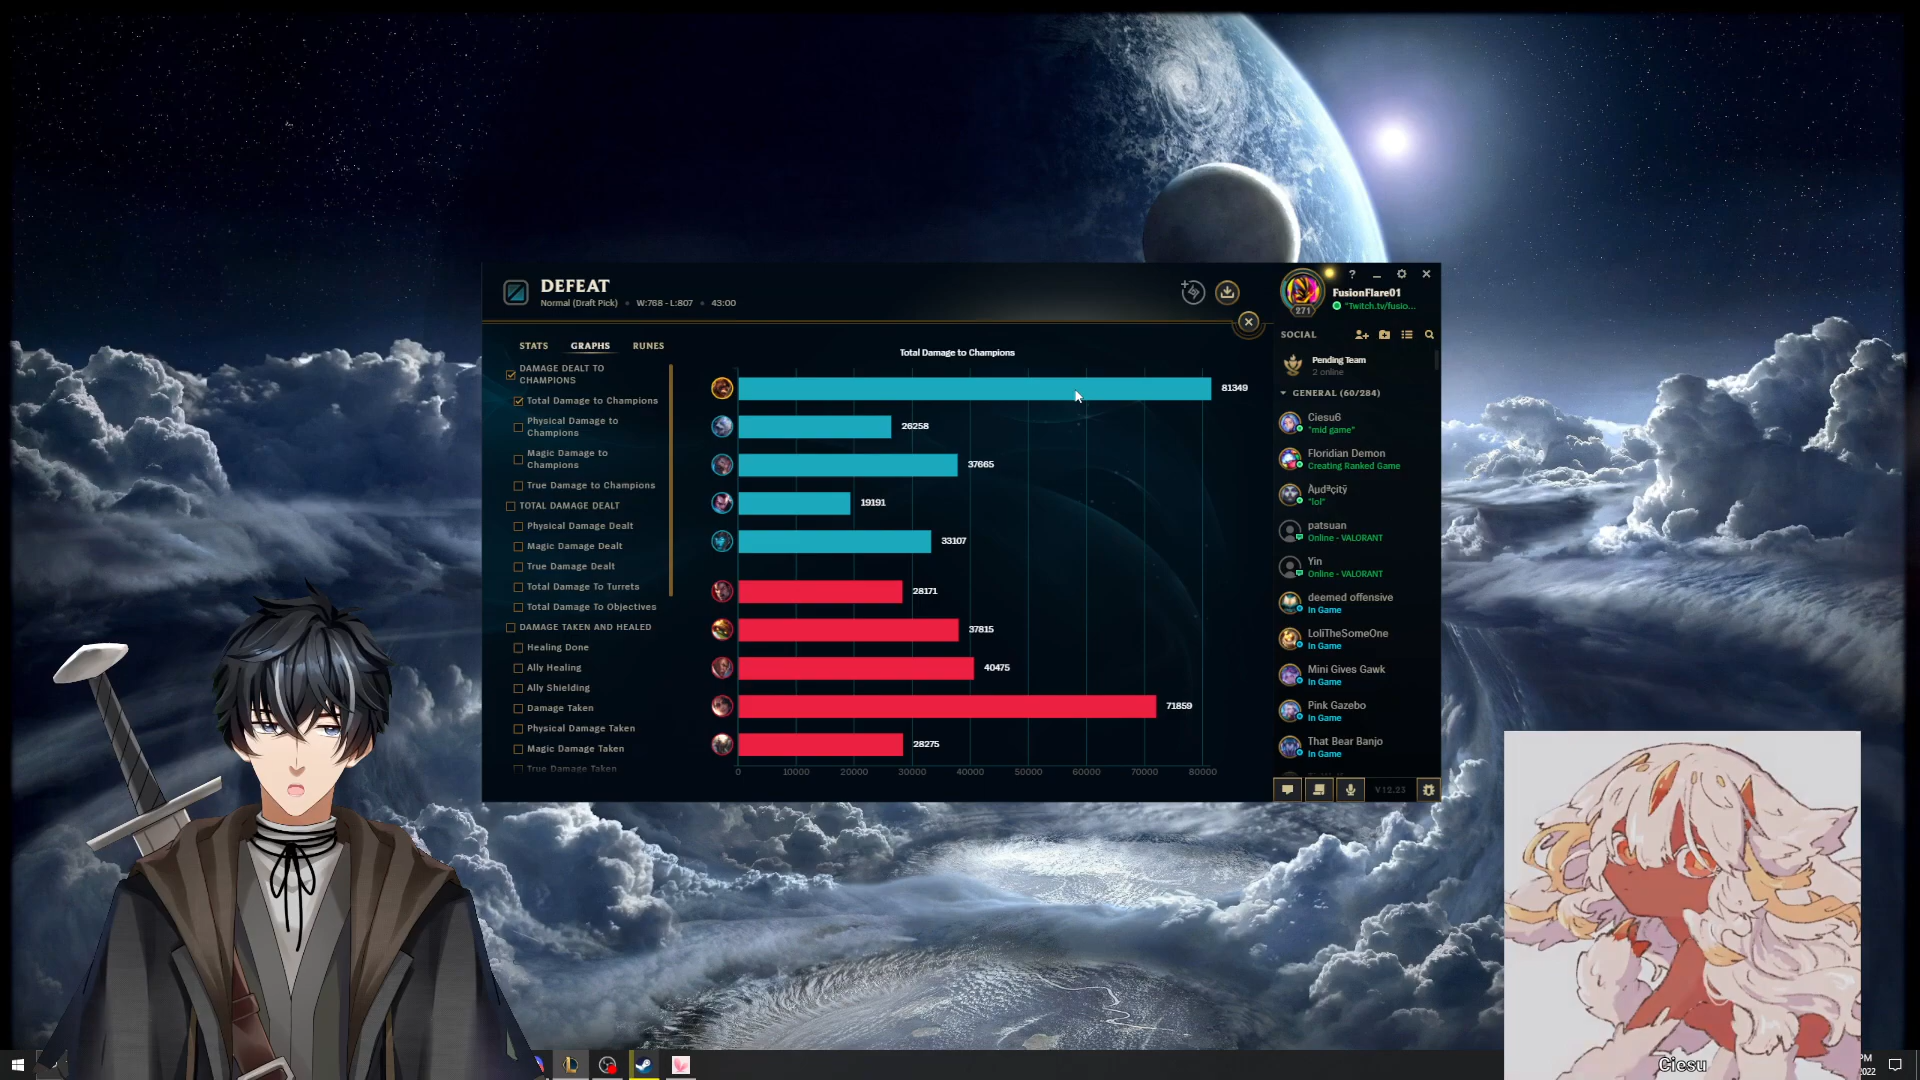 DEFEAT
Normal (Draft Pick) • W:768 - L:807 • 43:00
STATS GRAPHS RUNES
DAMAGE DEALT TO
CHAMPIONS
Total Damage to Champions
Physical Damage to
Champions
Magic Damage to
Champions
True Damage to Champions
TOTAL DAMAGE DEALT
Physical Damage Dealt
Magic Damage Dealt
True Damage Dealt
Total Damage To Turrets
Total Damage To Objectives
DAMAGE TAKEN AND HEALED
Healing Done
Ally Healing
Ally Shielding
Damage Taken
Physical Damage Taken
Magic Damage Taken
True Damage Taken
Total Damage to Champions
81349
26258
37665
19191
33107
28171
37815
40475
71859
28275
0 10000 20000 30000 40000 50000 60000 70000 80000
?
271
FusionFlare01
"Twitch.tv/fusio...
SOCIAL
Pending Team
2 online
GENERAL (60/284)
Ciesu6
"mid game"
Floridian Demon
Creating Ranked Game
Àµdªçitÿ
"lol"
patsuan
Online - VALORANT
Yin
Online - VALORANT
deemed offensive
In Game
LoliTheSomeOne
In Game
Mini Gives Gawk
In Game
Pink Gazebo
In Game
That Bear Banjo
In Game
V12.23
Ciesu
PM
2022